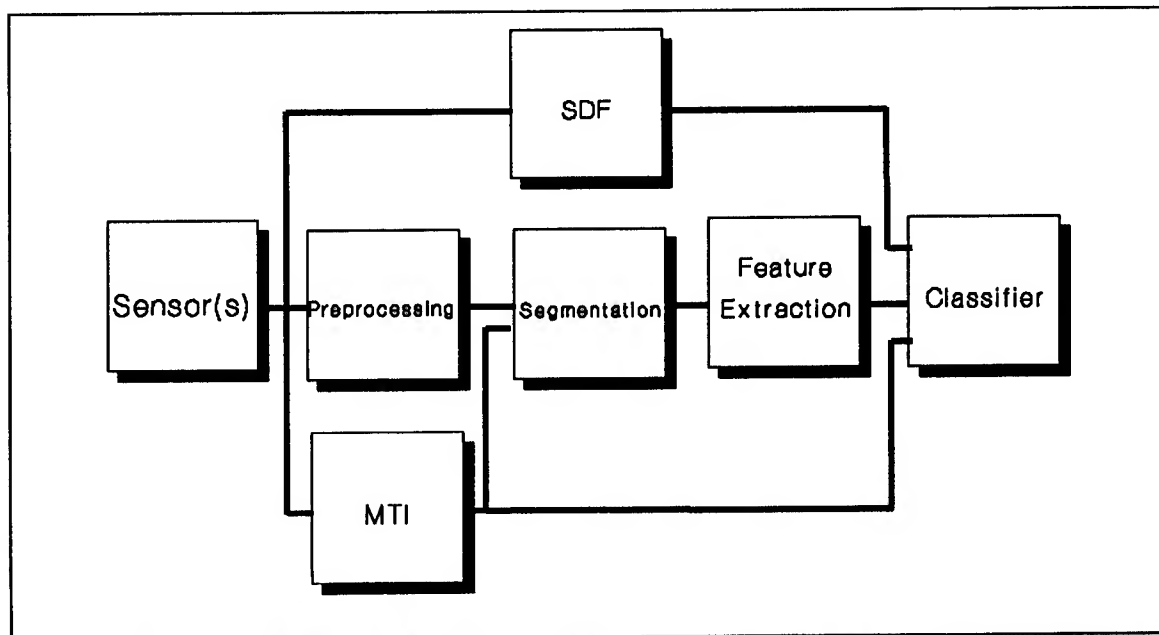 SDF
Sensor(s)
Preprocessing
Segmentation
Feature
Extraction
Classifier
MTI